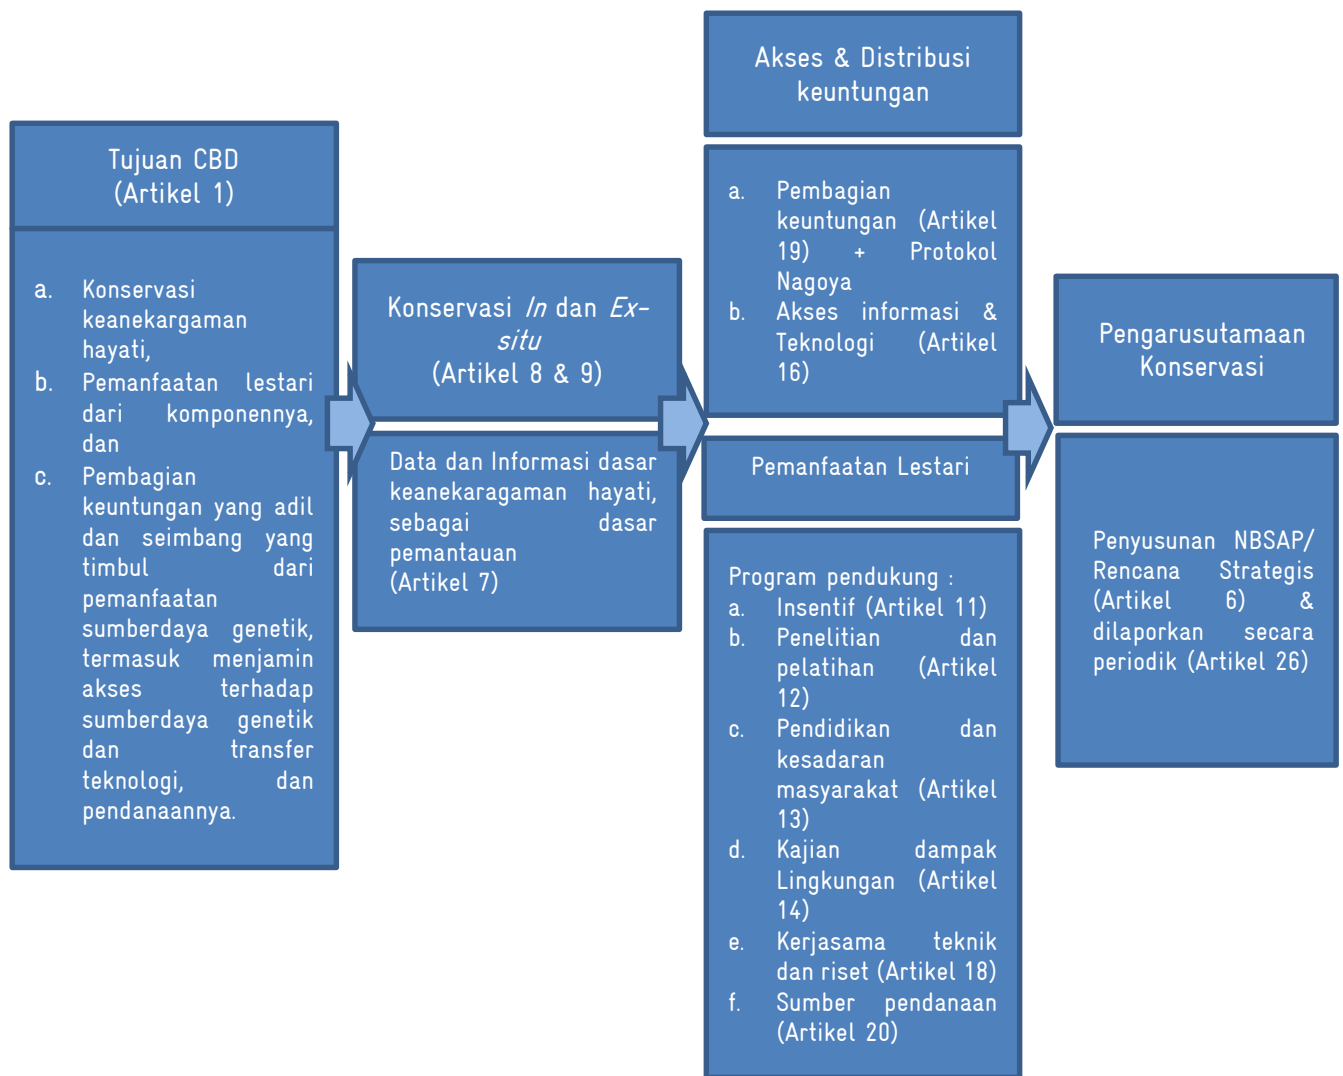 Tujuan CBD
(Artikel 1)
a. Konservasi
keanekargaman
hayati,
b. Pemanfaatan lestari
dari komponennya,
dan
c. Pembagian
keuntungan yang adil
dan seimbang yang
timbul dari
pemanfaatan
sumberdaya genetik,
termasuk menjamin
akses terhadap
sumberdaya genetik
dan transfer
teknologi, dan
pendanaannya.
Konservasi In dan Ex-
situ
(Artikel 8 & 9)
Data dan Informasi dasar
keanekaragaman hayati,
sebagai dasar
pemantauan
(Artikel 7)
Akses & Distribusi
keuntungan
a. Pembagian
keuntungan (Artikel
19) + Protokol
Nagoya
b. Akses informasi &
Teknologi (Artikel
16)
Pemanfaatan Lestari
Program pendukung :
a. Insentif (Artikel 11)
b. Penelitian dan
pelatihan (Artikel
12)
c. Pendidikan dan
kesadaran
masyarakat (Artikel
13)
d. Kajian dampak
Lingkungan (Artikel
14)
e. Kerjasama teknik
dan riset (Artikel 18)
f. Sumber pendanaan
(Artikel 20)
Pengarusutamaan
Konservasi
Penyusunan NBSAP/
Rencana Strategis
(Artikel 6) &
dilaporkan secara
periodik (Artikel 26)